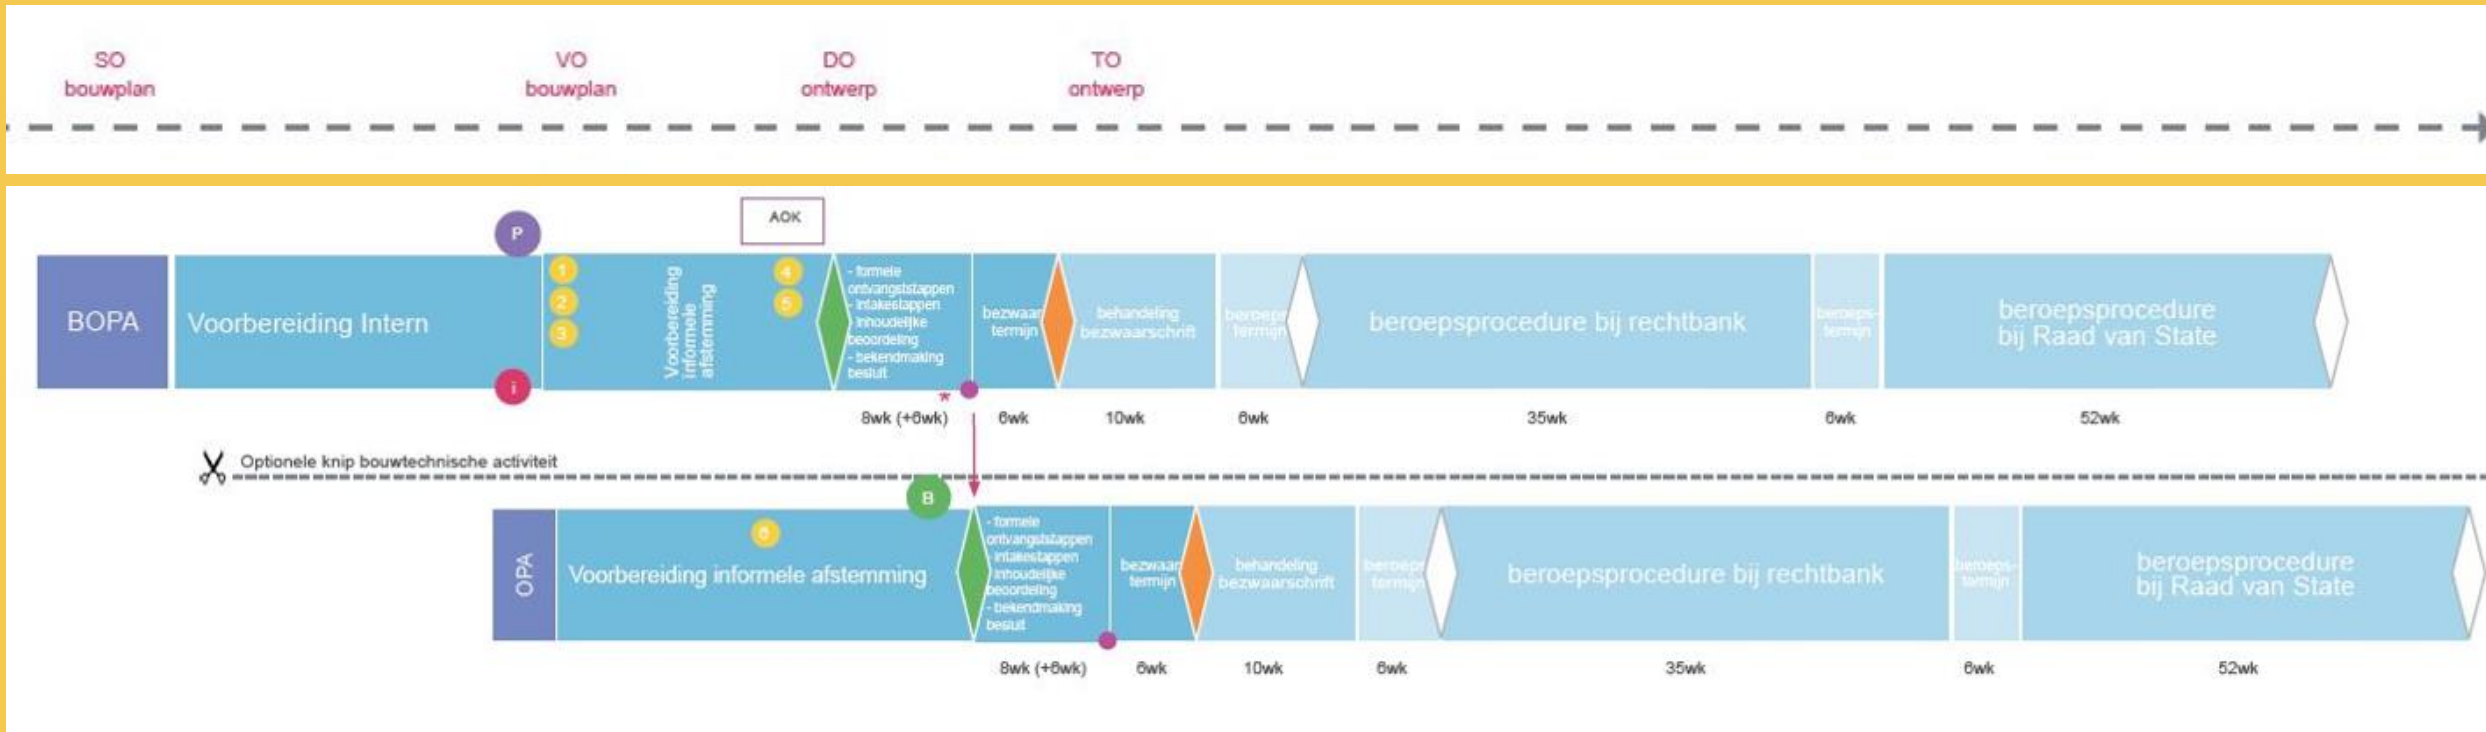 SO
bouwplan
VO
bouwplan
DO
ontwerp
TO
ontwerp
AOK
P
BOPA
Voorbereiding Intern
i
1
2
3
Voorbereiding
informele
afstemming
4
5
- formele
ontvangststappen
- intakestappen
- inhoudelijke
beoordeling
- bekendmaking
besluit
bezwaar
termijn
behandeling
bezwaarschrift
beroeps
termijn
beroepsprocedure bij rechtbank
beroeps-
termijn
beroepsprocedure
bij Raad van State
*
8wk (+6wk)
6wk
10wk
6wk
35wk
6wk
52wk
Optionele knip bouwtechnische activiteit
B
OPA
6
Voorbereiding informele afstemming
- formele
ontvangststappen
- intakestappen
- inhoudelijke
beoordeling
- bekendmaking
besluit
bezwaar
termijn
behandeling
bezwaarschrift
beroeps
termijn
beroepsprocedure bij rechtbank
beroeps-
termijn
beroepsprocedure
bij Raad van State
8wk (+6wk)
6wk
10wk
6wk
35wk
6wk
52wk